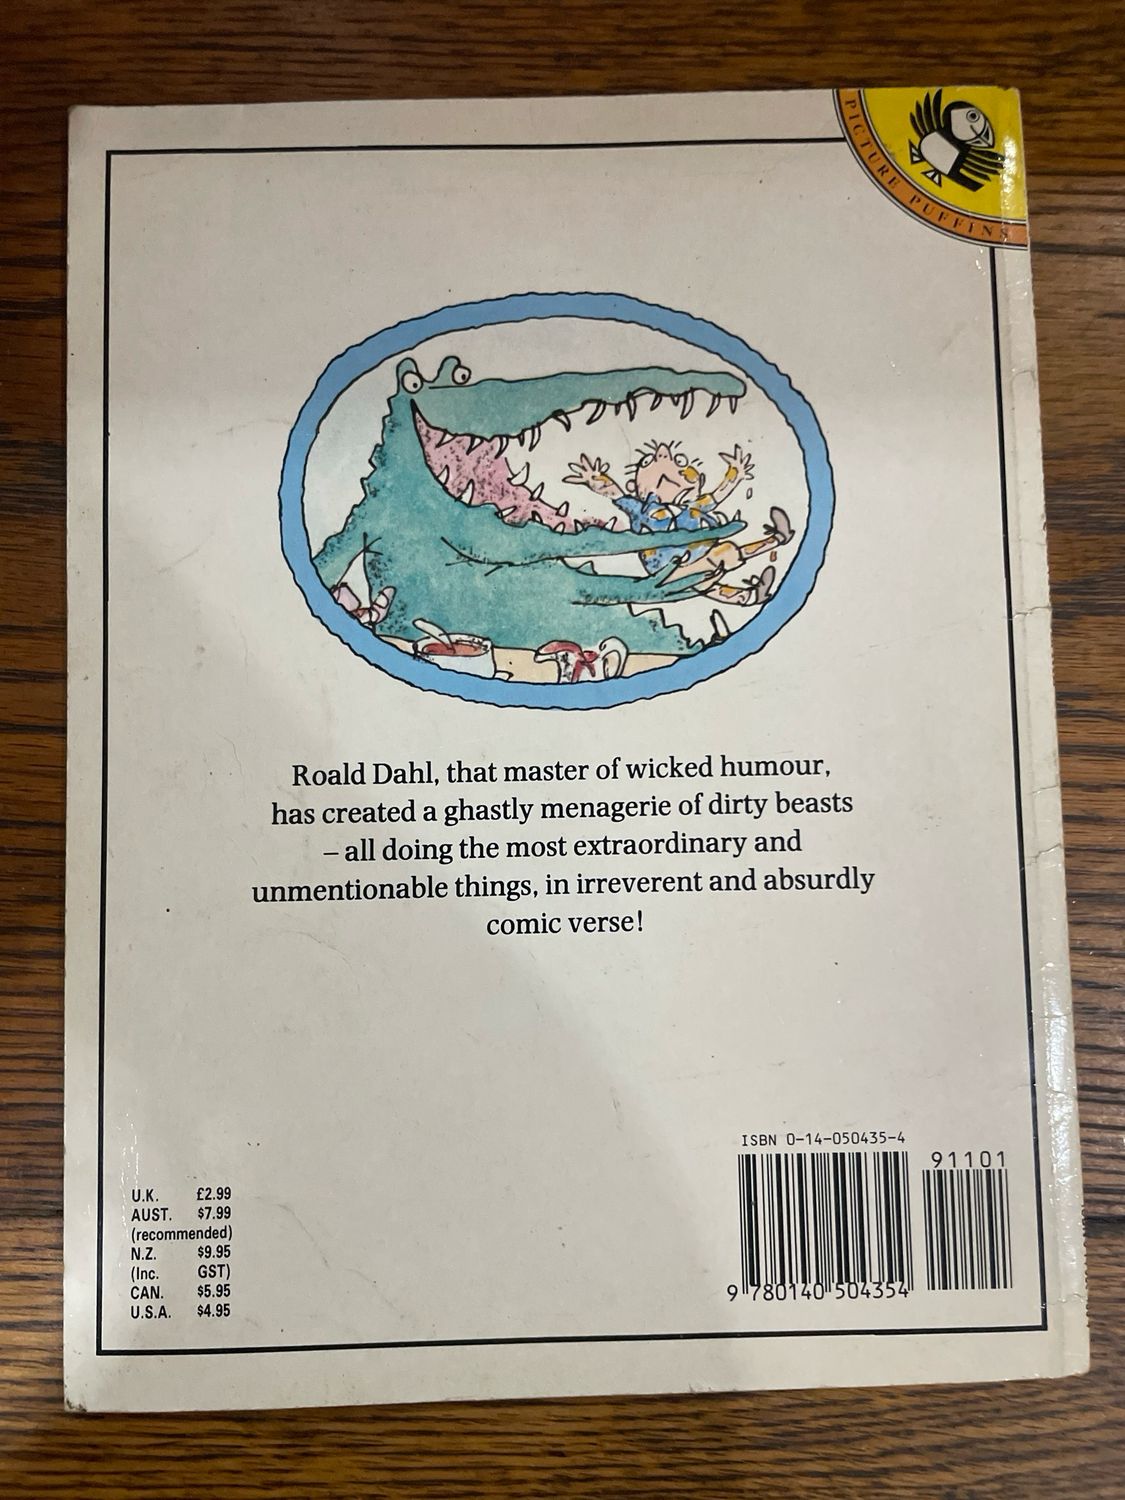 PICTURE PUFFINS
Roald Dahl, that master of wicked humour,
has created a ghastly menagerie of dirty beasts
– all doing the most extraordinary and
unmentionable things, in irreverent and absurdly
comic verse!
U.K. £2.99
AUST. $7.99
(recommended)
N.Z. $9.95
(Inc. GST)
CAN. $5.95
U.S.A. $4.95
ISBN 0-14-050435-4
91101
9 780140 504354